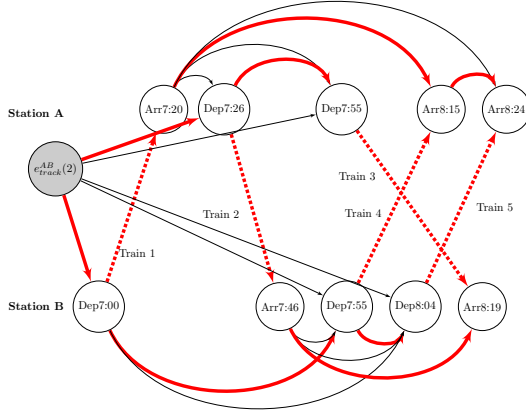 Arr7:20
Dep7:26
Dep7:55
Arr8:15
Arr8:24
Station A
e_{track}^{AB}(2)
Train 3
Train 2
Train 4
Train 5
Train 1
Station B
Dep7:00
Arr7:46
Dep7:55
Dep8:04
Arr8:19